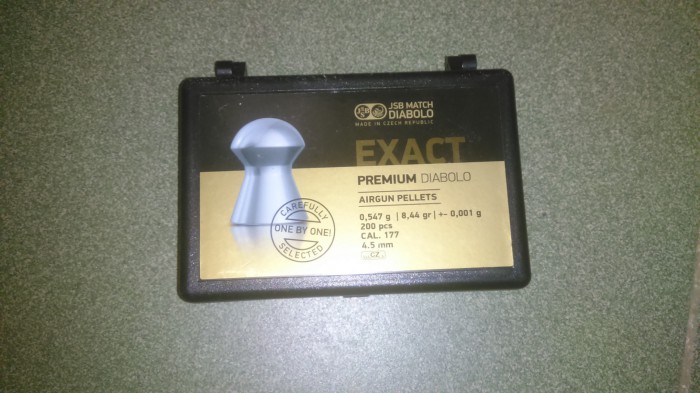 JSB MATCH
DIABOLO
MADE IN CZECH REPUBLIC
EXACT
PREMIUM DIABOLO
AIRGUN PELLETS
0,547 g | 8,44 gr | +- 0,001 g
200 pcs
CAL. 177
4.5 mm
CZ
CAREFULLY
ONE BY ONE!
SELECTED